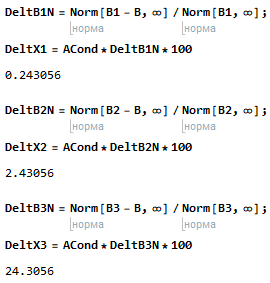 DeltB1N = Norm[B1 - B, ∞] / Norm[B1, ∞];
норма норма
DeltX1 = ACond * DeltB1N * 100
0.243056
DeltB2N = Norm[B2 - B, ∞] / Norm[B2, ∞];
норма норма
DeltX2 = ACond * DeltB2N * 100
2.43056
DeltB3N = Norm[B3 - B, ∞] / Norm[B3, ∞];
норма норма
DeltX3 = ACond * DeltB3N * 100
24.3056